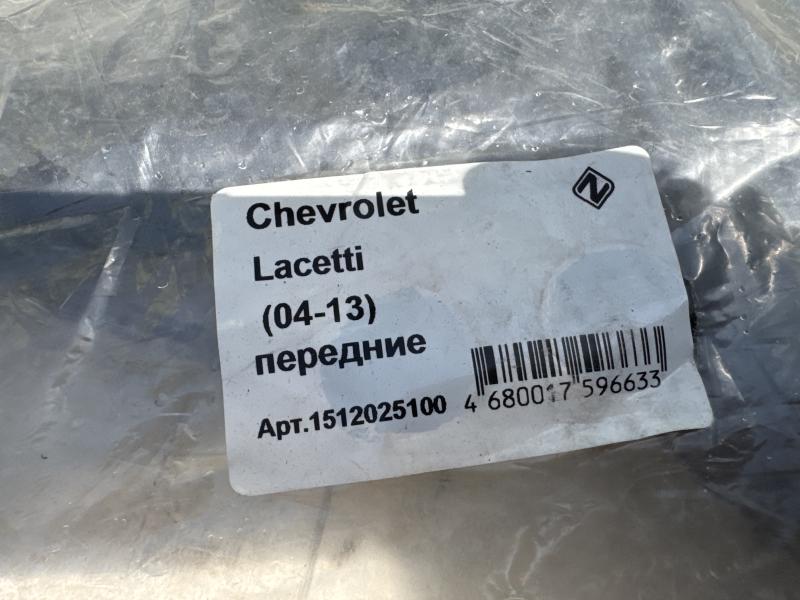 Chevrolet
Lacetti
(04-13)
передние
Арт.1512025100
4 680017 596633